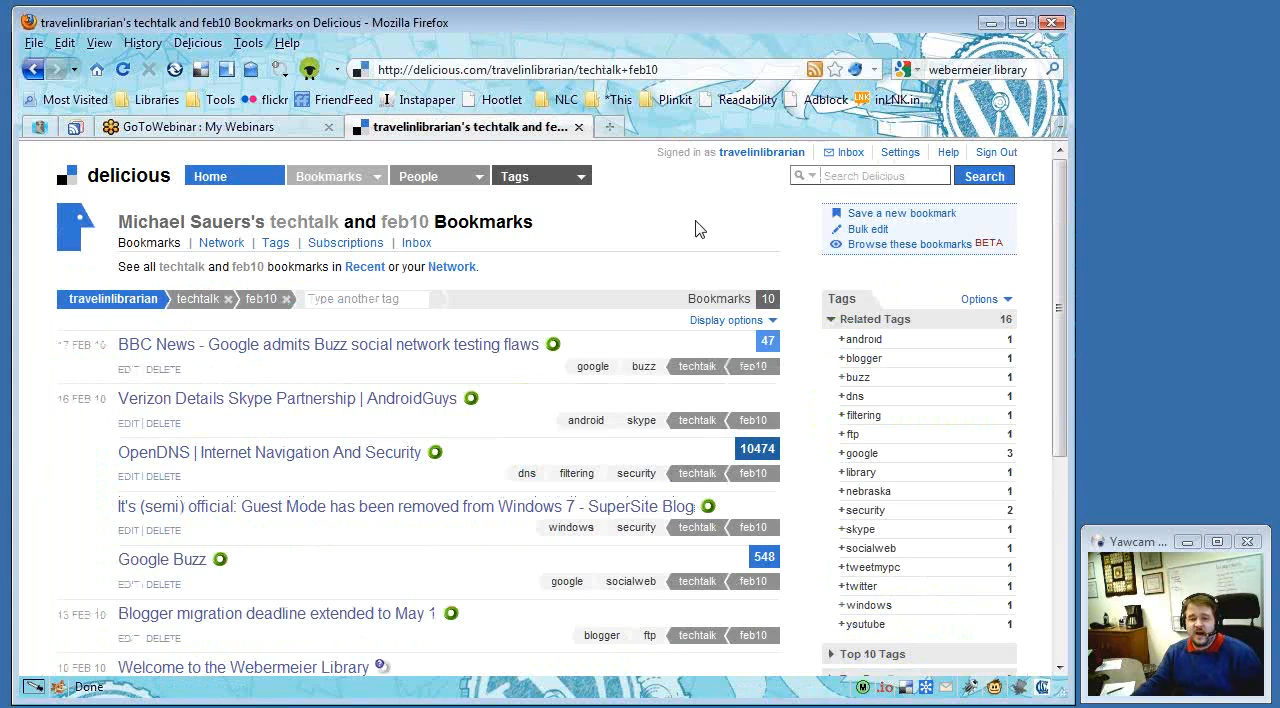 travelinlibrarian's techtalk and feb10 Bookmarks on Delicious - Mozilla Firefox
File Edit View History Delicious Tools Help
http://delicious.com/travelinlibrarian/techtalk+feb10
webermeier library
Most Visited Libraries Tools flickr FriendFeed Instapaper Hootlet NLC *This Plinkit Readability Adblock inLNK.in
GoToWebinar : My Webinars
travelinlibrarian's techtalk and fe...
Signed in as travelinlibrarian Inbox Settings Help Sign Out
delicious Home Bookmarks People Tags
Search Delicious Search
Michael Sauers's techtalk and feb10 Bookmarks
Bookmarks | Network | Tags | Subscriptions | Inbox
See all techtalk and feb10 bookmarks in Recent or your Network.
Save a new bookmark
Bulk edit
Browse these bookmarks BETA
travelinlibrarian techtalk feb10 Type another tag Bookmarks 10
Display options
17 FEB 10 BBC News - Google admits Buzz social network testing flaws 47
EDIT | DELETE google buzz techtalk feb10
16 FEB 10 Verizon Details Skype Partnership | AndroidGuys
EDIT | DELETE android skype techtalk feb10
OpenDNS | Internet Navigation And Security 10474
EDIT | DELETE dns filtering security techtalk feb10
It's (semi) official: Guest Mode has been removed from Windows 7 - SuperSite Blog
EDIT | DELETE windows security techtalk feb10
Google Buzz 548
EDIT | DELETE google socialweb techtalk feb10
13 FEB 10 Blogger migration deadline extended to May 1
EDIT DELETE blogger ftp techtalk feb10
10 FEB 10 Welcome to the Webermeier Library
Tags Options
Related Tags 16
+android 1
+blogger 1
+buzz 1
+dns 1
+filtering 1
+ftp 1
+google 3
+library 1
+nebraska 1
+security 2
+skype 1
+socialweb 1
+tweetmypc 1
+twitter 1
+windows 1
+youtube 1
Top 10 Tags
Done
Yawcam ...